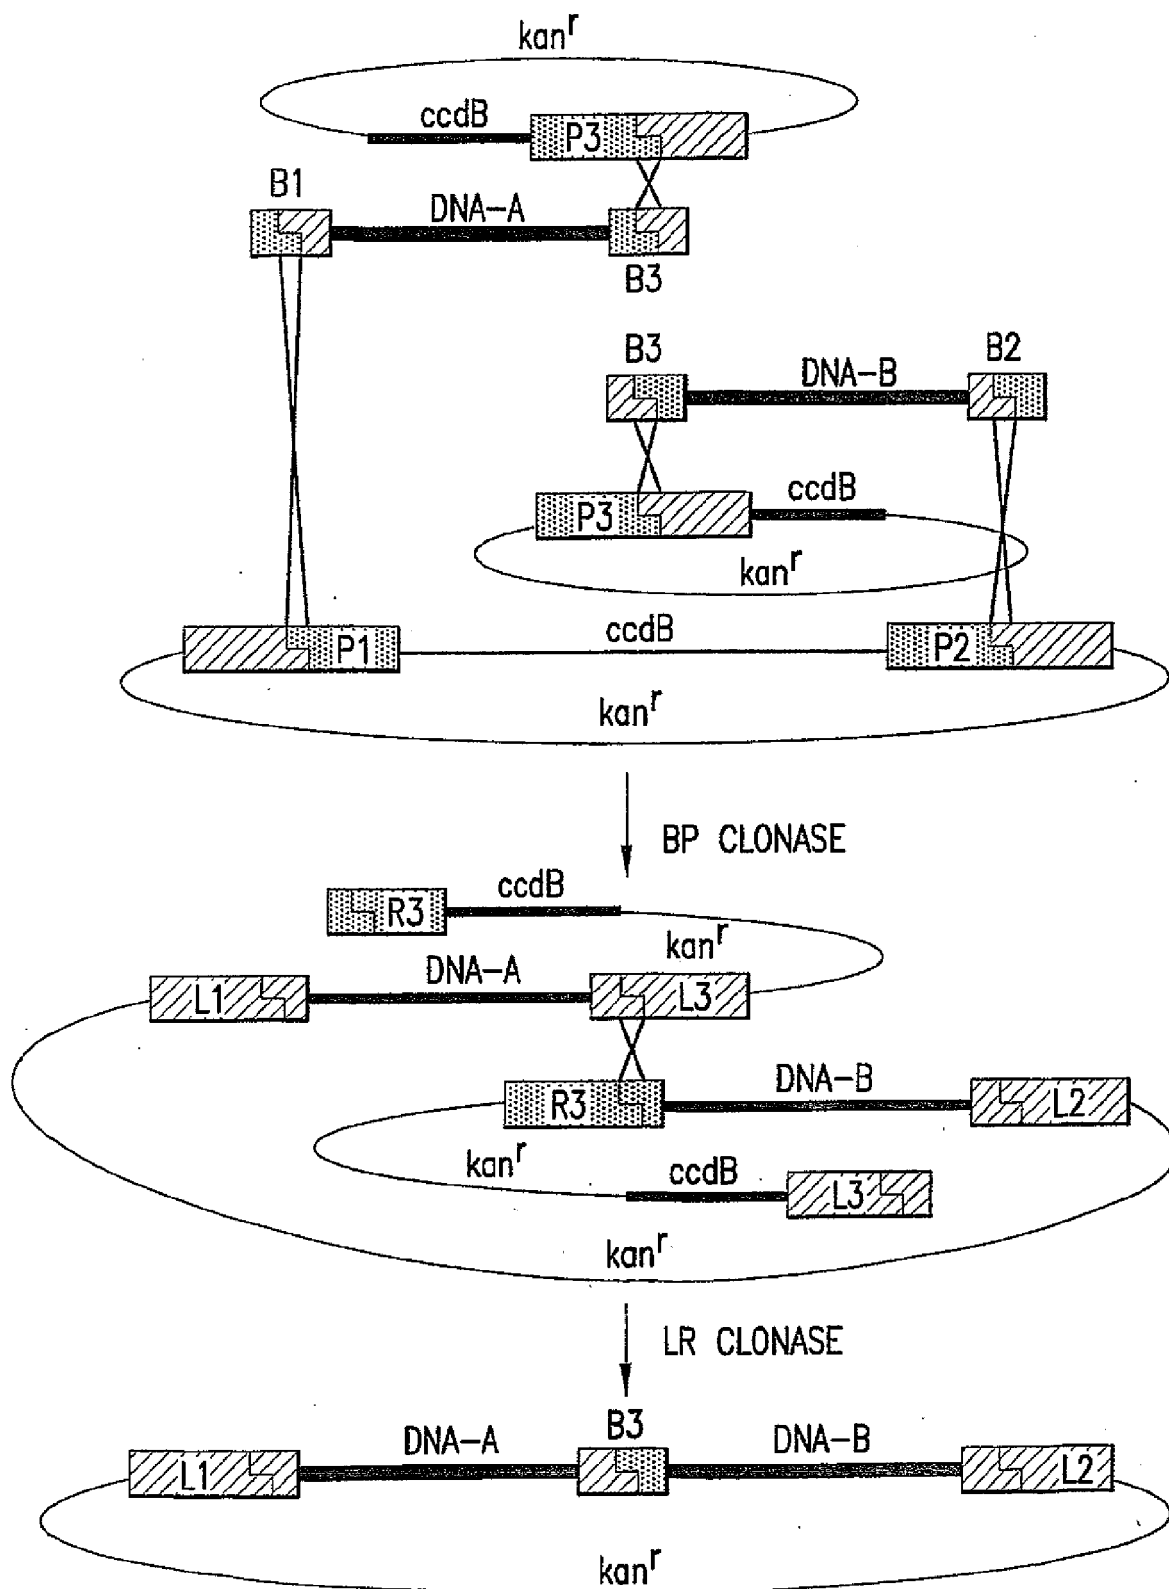 kanʳ
ccdB
P3
B1
DNA-A
B3
B3
DNA-B
B2
P3
ccdB
kanʳ
P1
ccdB
P2
kanʳ
BP CLONASE
R3
ccdB
kanʳ
L1
DNA-A
L3
R3
DNA-B
L2
kanʳ
ccdB
L3
kanʳ
LR CLONASE
L1
DNA-A
B3
DNA-B
L2
kanʳ